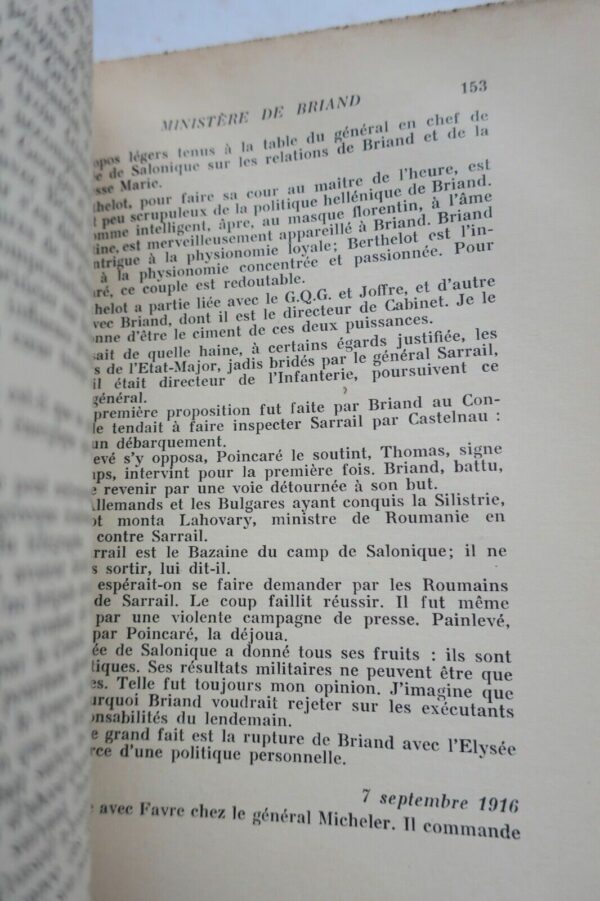 MINISTÈRE DE BRIAND 153
opos légers tenus à la table du général en chef de
e de Salonique sur les relations de Briand et de la
sse Marie.
thelot, pour faire sa cour au maître de l'heure, est
t peu scrupuleux de la politique hellénique de Briand.
omme intelligent, âpre, au masque florentin, à l'âme
tine, est merveilleusement appareillé à Briand. Briand
ntrigue à la physionomie loyale; Berthelot est l'in-
à la physionomie concentrée et passionnée. Pour
ré, ce couple est redoutable.
helot a partie liée avec le G.Q.G. et Joffre, et d'autre
vec Briand, dont il est le directeur de Cabinet. Je le
onne d'être le ciment de ces deux puissances.
sait de quelle haine, à certains égards justifiée, les
s de l'Etat-Major, jadis bridés par le général Sarrail,
il était directeur de l'Infanterie, poursuivent ce
général.
première proposition fut faite par Briand au Con-
le tendait à faire inspecter Sarrail par Castelnau :
un débarquement.
evé s'y opposa, Poincaré le soutint, Thomas, signe
ps, intervint pour la première fois. Briand, battu,
e revenir par une voie détournée à son but.
Allemands et les Bulgares ayant conquis la Silistrie,
ot monta Lahovary, ministre de Roumanie en
contre Sarrail.
rrail est le Bazaine du camp de Salonique; il ne
s sortir, lui dit-il.
espérait-on se faire demander par les Roumains
de Sarrail. Le coup faillit réussir. Il fut même
par une violente campagne de presse. Painlevé,
par Poincaré, la déjoua.
ée de Salonique a donné tous ses fruits : ils sont
tiques. Ses résultats militaires ne peuvent être que
es. Telle fut toujours mon opinion. J'imagine que
urquoi Briand voudrait rejeter sur les exécutants
onsabilités du lendemain.
e grand fait est la rupture de Briand avec l'Elysée
rce d'une politique personnelle.
7 septembre 1916
e avec Favre chez le général Micheler. Il commande